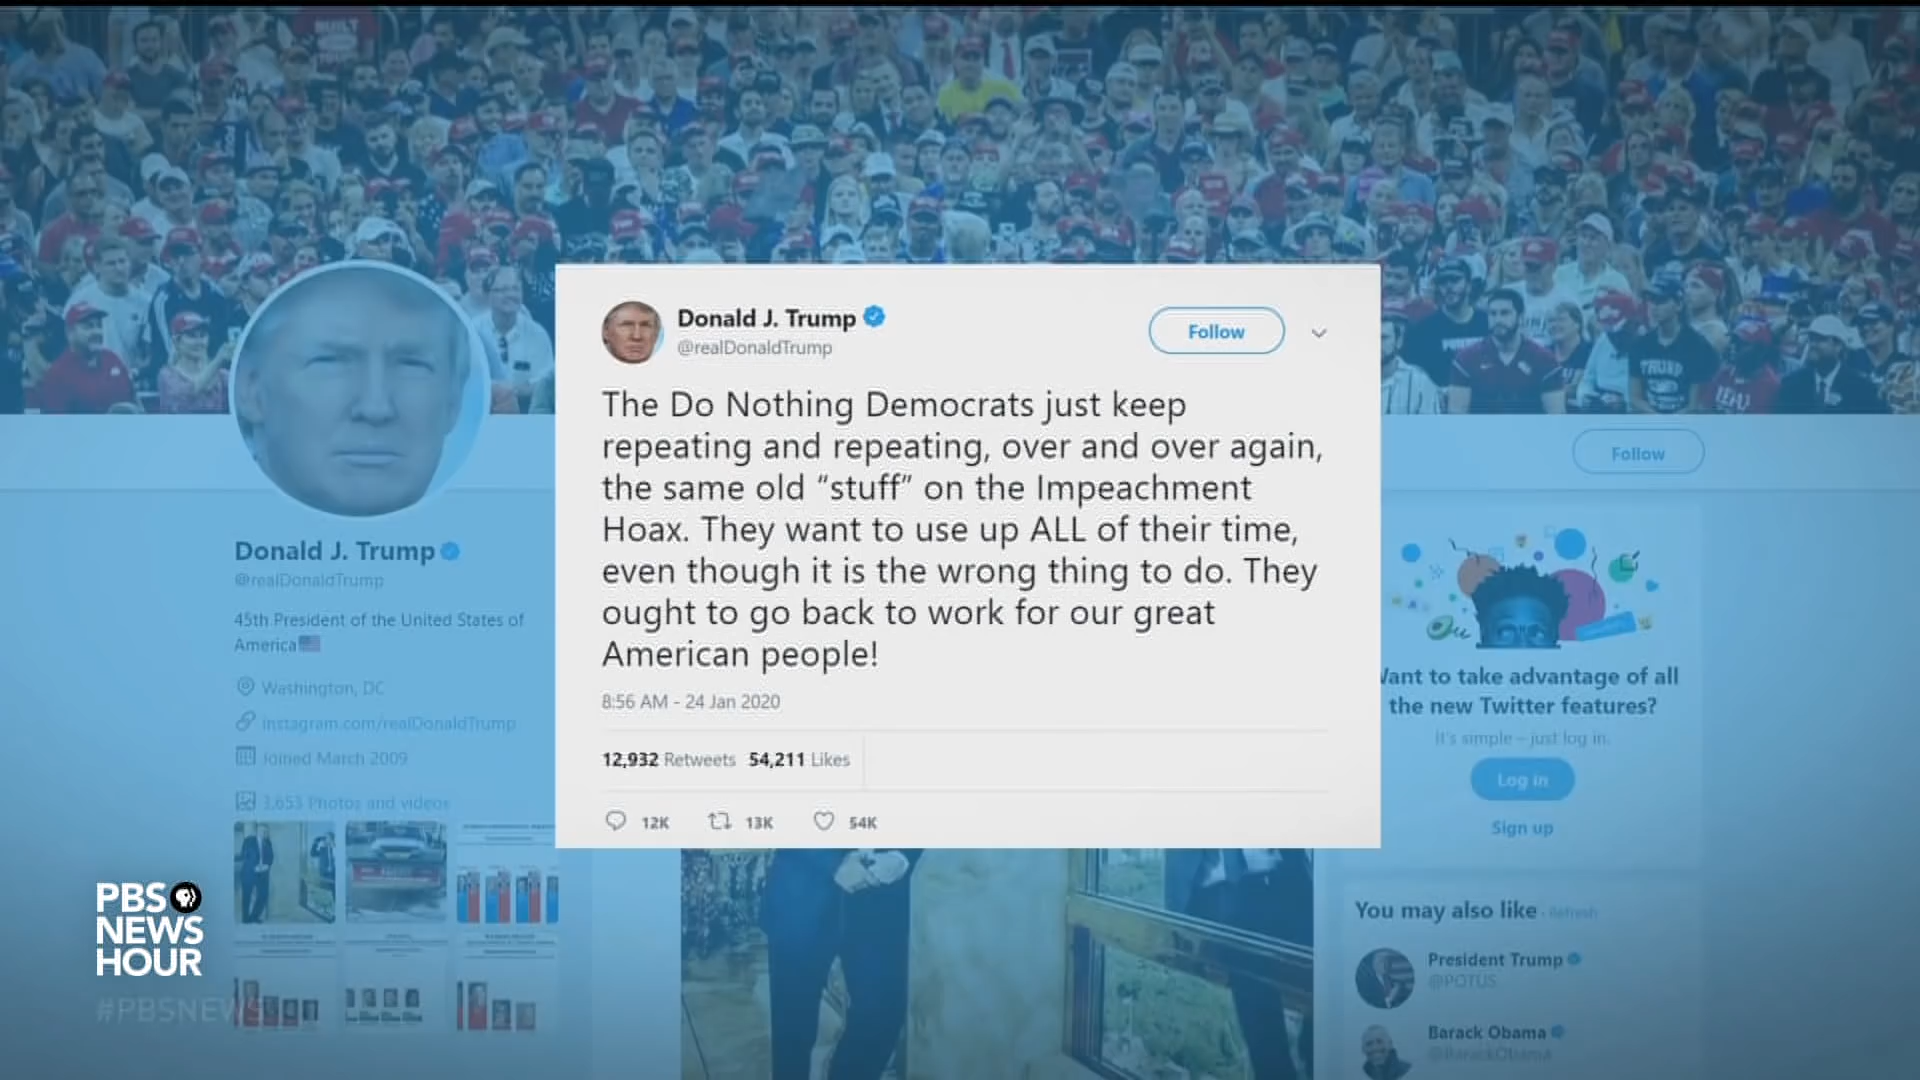 BUILT
TRUMP
Donald J. Trump
@realDonaldTrump
Follow
The Do Nothing Democrats just keep
repeating and repeating, over and over again,
the same old “stuff” on the Impeachment
Hoax. They want to use up ALL of their time,
even though it is the wrong thing to do. They
ought to go back to work for our great
American people!
8:56 AM - 24 Jan 2020
12,932 Retweets 54,211 Likes
12K 13K 54K
Donald J. Trump
@realDonaldTrump
45th President of the United States of
America
Washington, DC
instagram.com/realDonaldTrump
Joined March 2009
3,653 Photos and videos
Follow
Want to take advantage of all
the new Twitter features?
It's simple – just log in.
Log in
Sign up
You may also like · Refresh
President Trump
@POTUS
Barack Obama
@BarackObama
PBS
NEWS
HOUR
#PBSNEWS